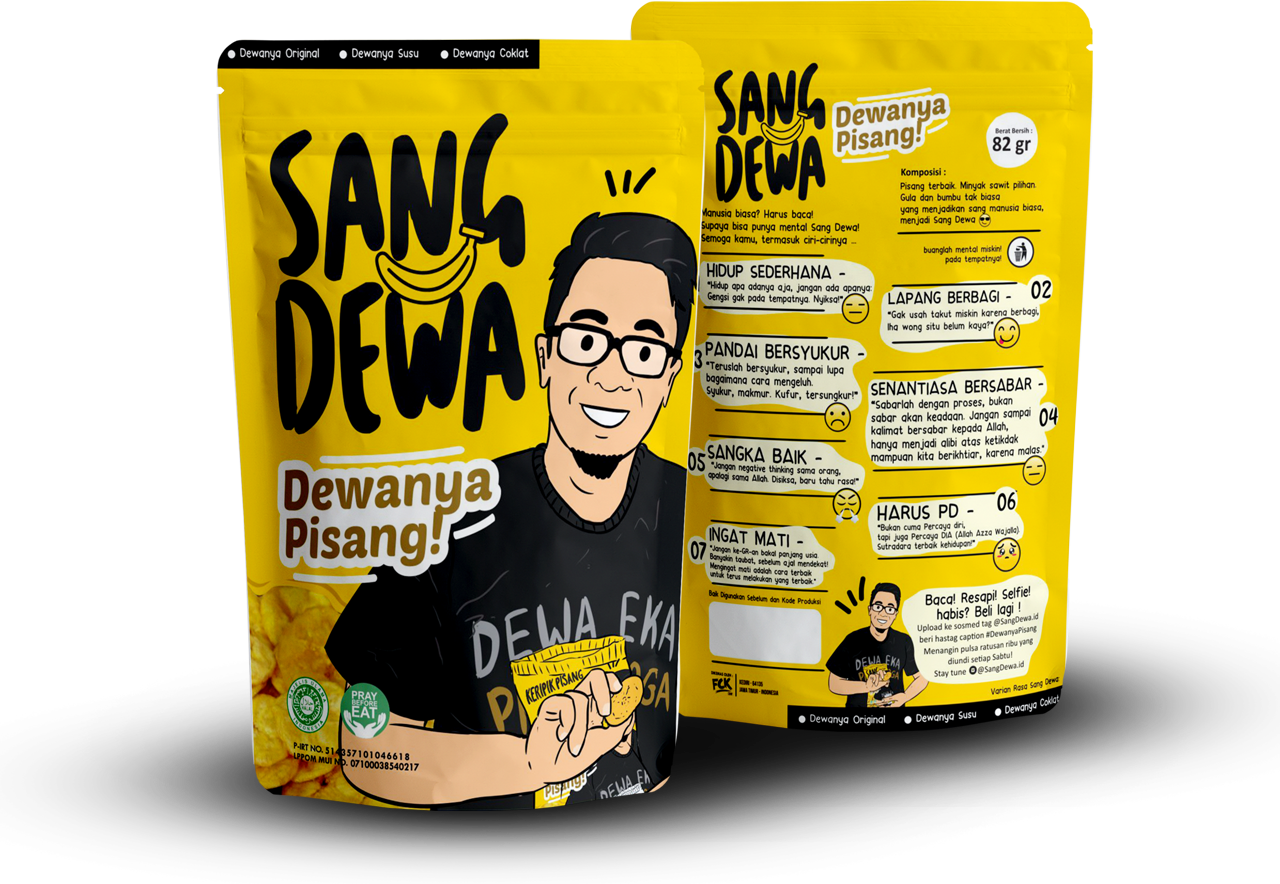 Dewanya Original
Dewanya Susu
Dewanya Coklat
SANG
DEWA
Dewanya
Pisang!
DEWA EKA
KERIPIK PISANG
PRAY
BEFORE
EAT
P-IRT NO. 514357101046618
LPPOM MUI NO. 07100038540217
Pisang!
DEWA EKA
SANG
DEWA
Dewanya
Pisang!
Berat Bersih :
82 gr
Komposisi :
Pisang terbaik. Minyak sawit pilihan.
Gula dan bumbu tak biasa
yang menjadikan sang manusia biasa,
menjadi Sang Dewa
buanglah mental miskin!
pada tempatnya!
Manusia biasa? Harus baca!
Supaya bisa punya mental Sang Dewa!
Semoga kamu, termasuk ciri-cirinya ...
HIDUP SEDERHANA -
"Hidup apa adanya aja, jangan ada apanya.
Gengsi gak pada tempatnya. Nyiksa!"
LAPANG BERBAGI - 02
"Gak usah takut miskin karena berbagi,
lha wong situ belum kaya?"
3 PANDAI BERSYUKUR -
"Teruslah bersyukur, sampai lupa
bagaimana cara mengeluh.
Syukur, makmur. Kufur, tersungkur!"
SENANTIASA BERSABAR -
04
"Sabarlah dengan proses, bukan
sabar akan keadaan. Jangan sampai
kalimat bersabar kepada Allah,
hanya menjadi alibi atas ketikdak
mampuan kita berikhtiar, karena malas."
05 SANGKA BAIK -
"Jangan negative thinking sama orang,
apalagi sama Allah. Disiksa, baru tahu rasa!"
HARUS PD - 06
"Bukan cuma Percaya diri,
tapi juga Percaya DIA (Allah Azza Wajalla)
Sutradara terbaik kehidupan!"
07 INGAT MATI -
"Jangan ke-GR-an bakal panjang usia.
Banyakin taubat, sebelum ajal mendekat!
Mengingat mati adalah cara terbaik
untuk terus melakukan yang terbaik."
Baik Digunakan Sebelum dan Kode Produksi
FCK
KEDIRI - 64135
JAWA TIMUR - INDONESIA
DEWA EKA
Baca! Resapi! Selfie!
habis? Beli lagi !
Upload ke sosmed tag @SangDewa.id
beri hastag caption #DewanyaPisang
Menangin pulsa ratusan ribu yang
diundi setiap Sabtu!
Stay tune @SangDewa.id
Varian Rasa Sang Dewa
Dewanya Original
Dewanya Susu
Dewanya Coklat